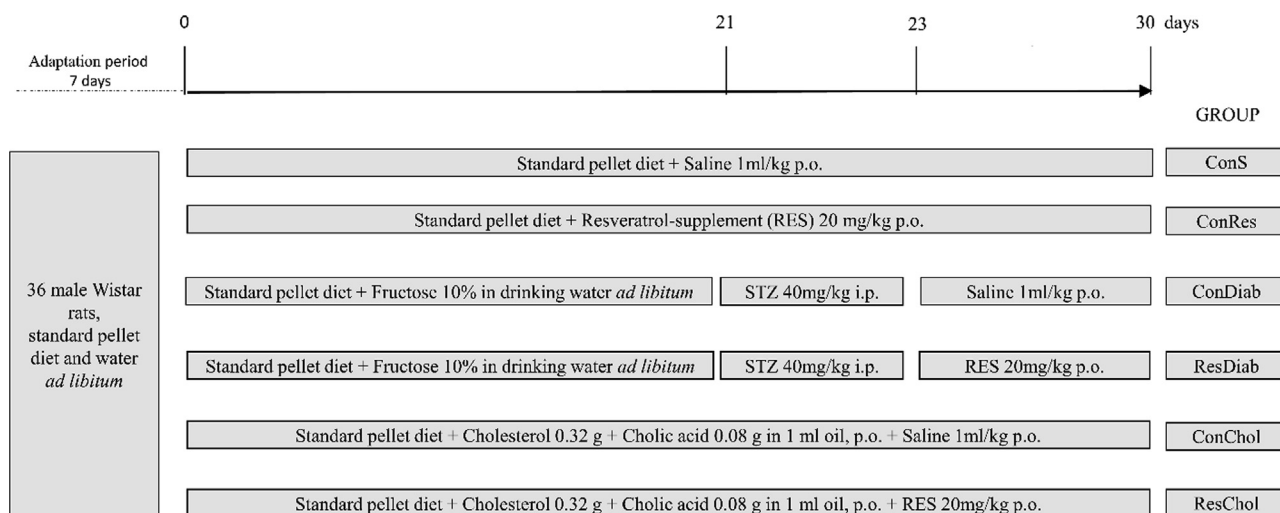 0 21 23 30 days
Adaptation period
7 days
GROUP
Standard pellet diet + Saline 1ml/kg p.o. ConS
Standard pellet diet + Resveratrol-supplement (RES) 20 mg/kg p.o. ConRes
Standard pellet diet + Fructose 10% in drinking water ad libitum STZ 40mg/kg i.p. Saline 1ml/kg p.o. ConDiab
36 male Wistar
rats,
standard pellet
diet and water
ad libitum
Standard pellet diet + Fructose 10% in drinking water ad libitum STZ 40mg/kg i.p. RES 20mg/kg p.o. ResDiab
Standard pellet diet + Cholesterol 0.32 g + Cholic acid 0.08 g in 1 ml oil, p.o. + Saline 1ml/kg p.o. ConChol
Standard pellet diet + Cholesterol 0.32 g + Cholic acid 0.08 g in 1 ml oil, p.o. + RES 20mg/kg p.o. ResChol